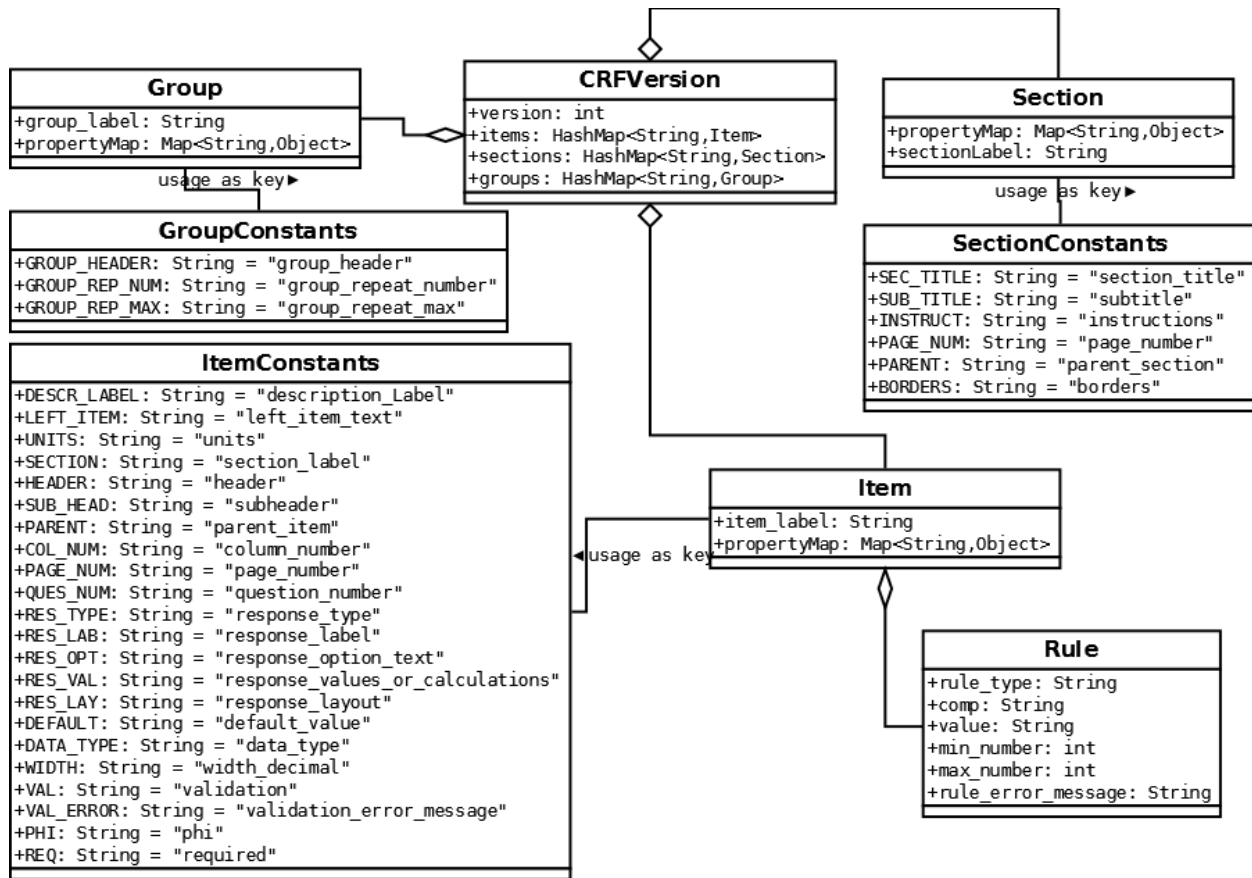 Group
+group_label: String
+propertyMap: Map<String,Object>
usage as key►
CRFVersion
+version: int
+items: HashMap<String,Item>
+sections: HashMap<String,Section>
+groups: HashMap<String,Group>
Section
+propertyMap: Map<String,Object>
+sectionLabel: String
usage as key►
GroupConstants
+GROUP_HEADER: String = "group_header"
+GROUP_REP_NUM: String = "group_repeat_number"
+GROUP_REP_MAX: String = "group_repeat_max"
SectionConstants
+SEC_TITLE: String = "section_title"
+SUB_TITLE: String = "subtitle"
+INSTRUCT: String = "instructions"
+PAGE_NUM: String = "page_number"
+PARENT: String = "parent_section"
+BORDERS: String = "borders"
ItemConstants
+DESCR_LABEL: String = "description_Label"
+LEFT_ITEM: String = "left_item_text"
+UNITS: String = "units"
+SECTION: String = "section_label"
+HEADER: String = "header"
+SUB_HEAD: String = "subheader"
+PARENT: String = "parent_item"
+COL_NUM: String = "column_number"
+PAGE_NUM: String = "page_number"
+QUES_NUM: String = "question_number"
+RES_TYPE: String = "response_type"
+RES_LAB: String = "response_label"
+RES_OPT: String = "response_option_text"
+RES_VAL: String = "response_values_or_calculations"
+RES_LAY: String = "response_layout"
+DEFAULT: String = "default_value"
+DATA_TYPE: String = "data_type"
+WIDTH: String = "width_decimal"
+VAL: String = "validation"
+VAL_ERROR: String = "validation_error_message"
+PHI: String = "phi"
+REQ: String = "required"
◄usage as key
Item
+item_label: String
+propertyMap: Map<String,Object>
Rule
+rule_type: String
+comp: String
+value: String
+min_number: int
+max_number: int
+rule_error_message: String